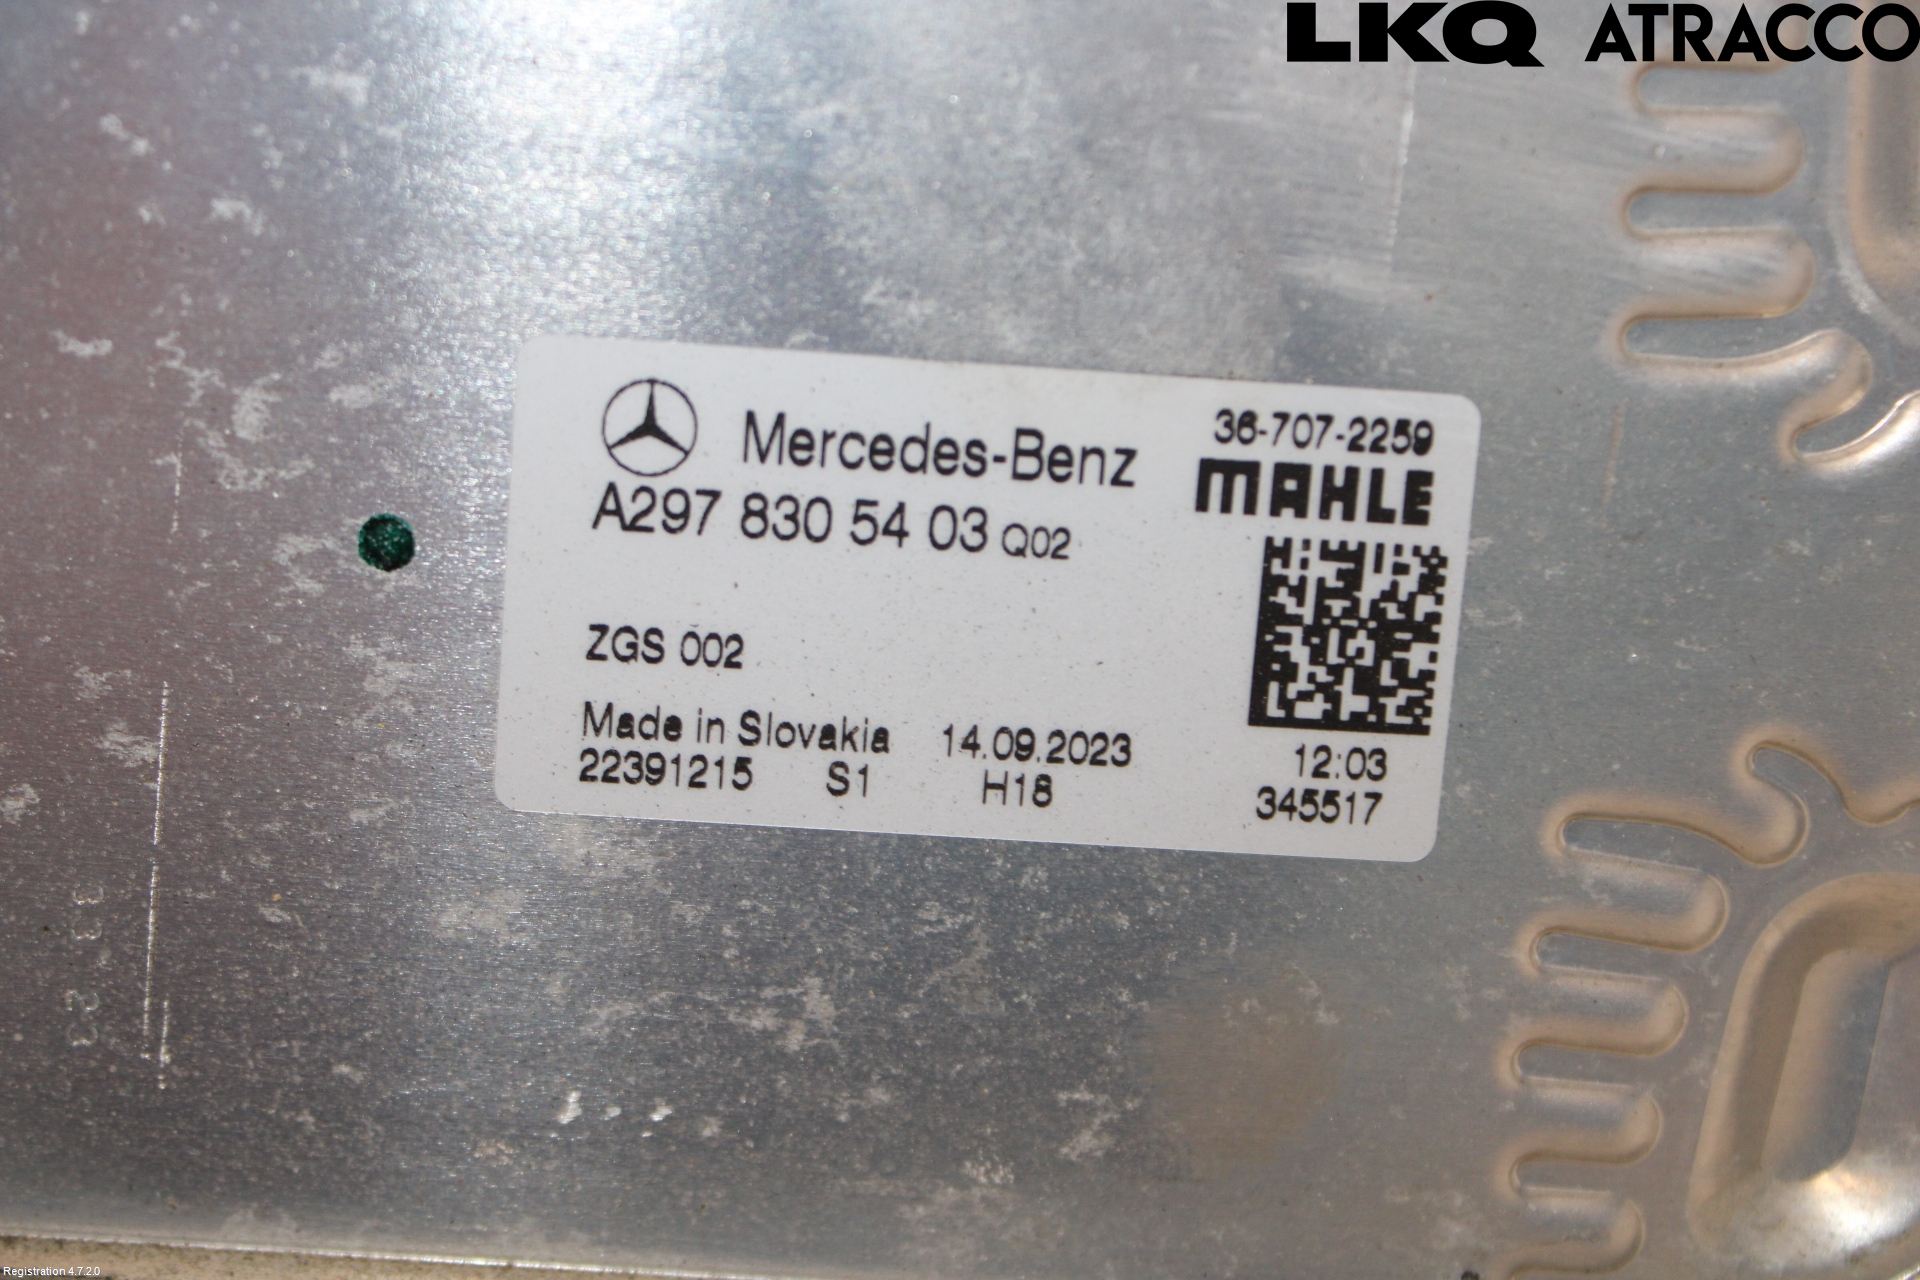 LKQ ATRACCO
Mercedes-Benz
36-707-2259
MAHLE
A297 830 54 03 Q02
ZGS 002
Made in Slovakia 14.09.2023 12:03
22391215 S1 H18 345517
Registration 4.7.2.0